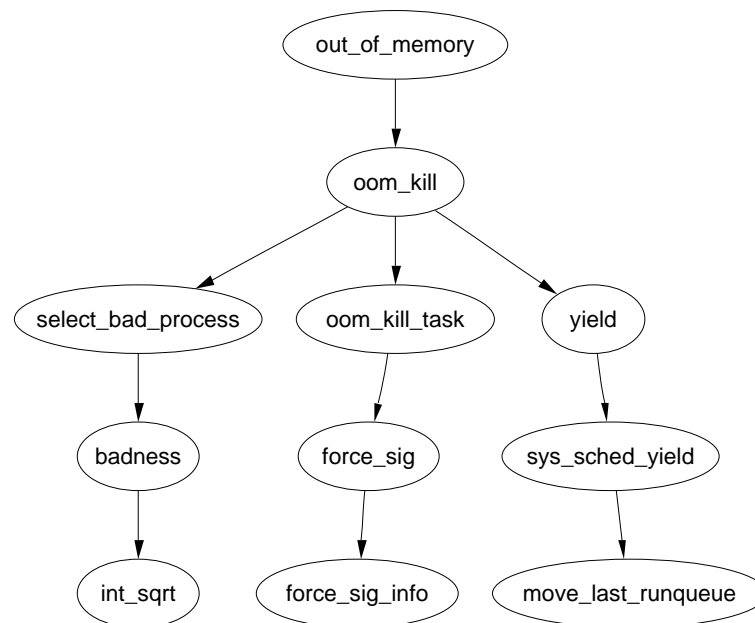 out_of_memory
oom_kill
select_bad_process
oom_kill_task
yield
badness
force_sig
sys_sched_yield
int_sqrt
force_sig_info
move_last_runqueue